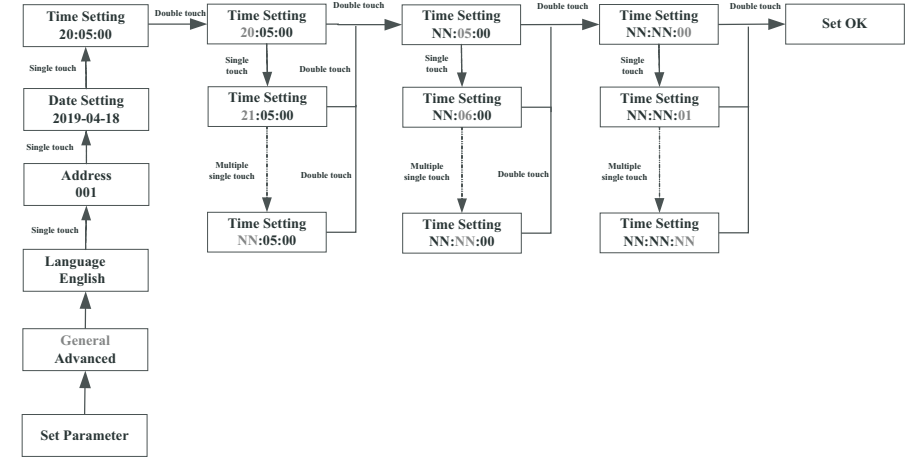 Time Setting
20:05:00
Double touch
Time Setting
20:05:00
Double touch
Time Setting
NN:05:00
Double touch
Time Setting
NN:NN:00
Double touch
Set OK
Single touch
Single
touch
Double touch
Single
touch
Single
touch
Date Setting
2019-04-18
Time Setting
21:05:00
Time Setting
NN:06:00
Time Setting
NN:NN:01
Single touch
Address
001
Multiple
single touch
Double touch
Multiple
single touch
Double touch
Multiple
single touch
Single touch
Time Setting
NN:05:00
Time Setting
NN:NN:00
Time Setting
NN:NN:NN
Language
English
General
Advanced
Set Parameter